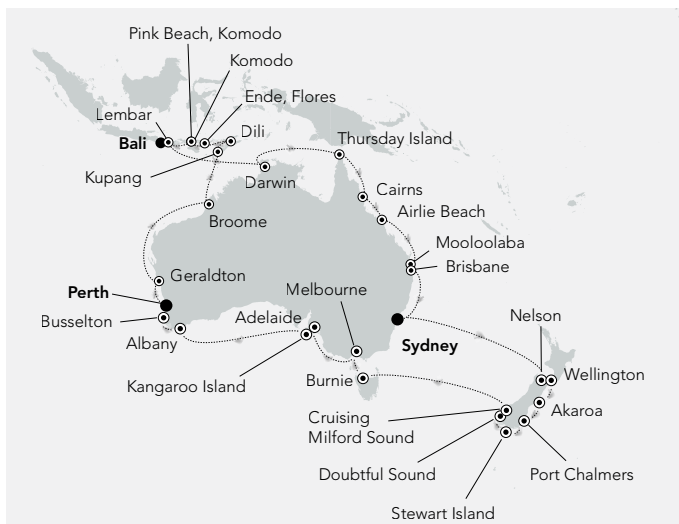 Pink Beach, Komodo
Komodo
Ende, Flores
Lembar
Dili
Bali
Thursday Island
Kupang
Darwin
Cairns
Airlie Beach
Broome
Mooloolaba
Brisbane
Geraldton
Melbourne
Perth
Adelaide
Busselton
Nelson
Albany
Sydney
Kangaroo Island
Burnie
Wellington
Akaroa
Cruising
Milford Sound
Doubtful Sound
Port Chalmers
Stewart Island